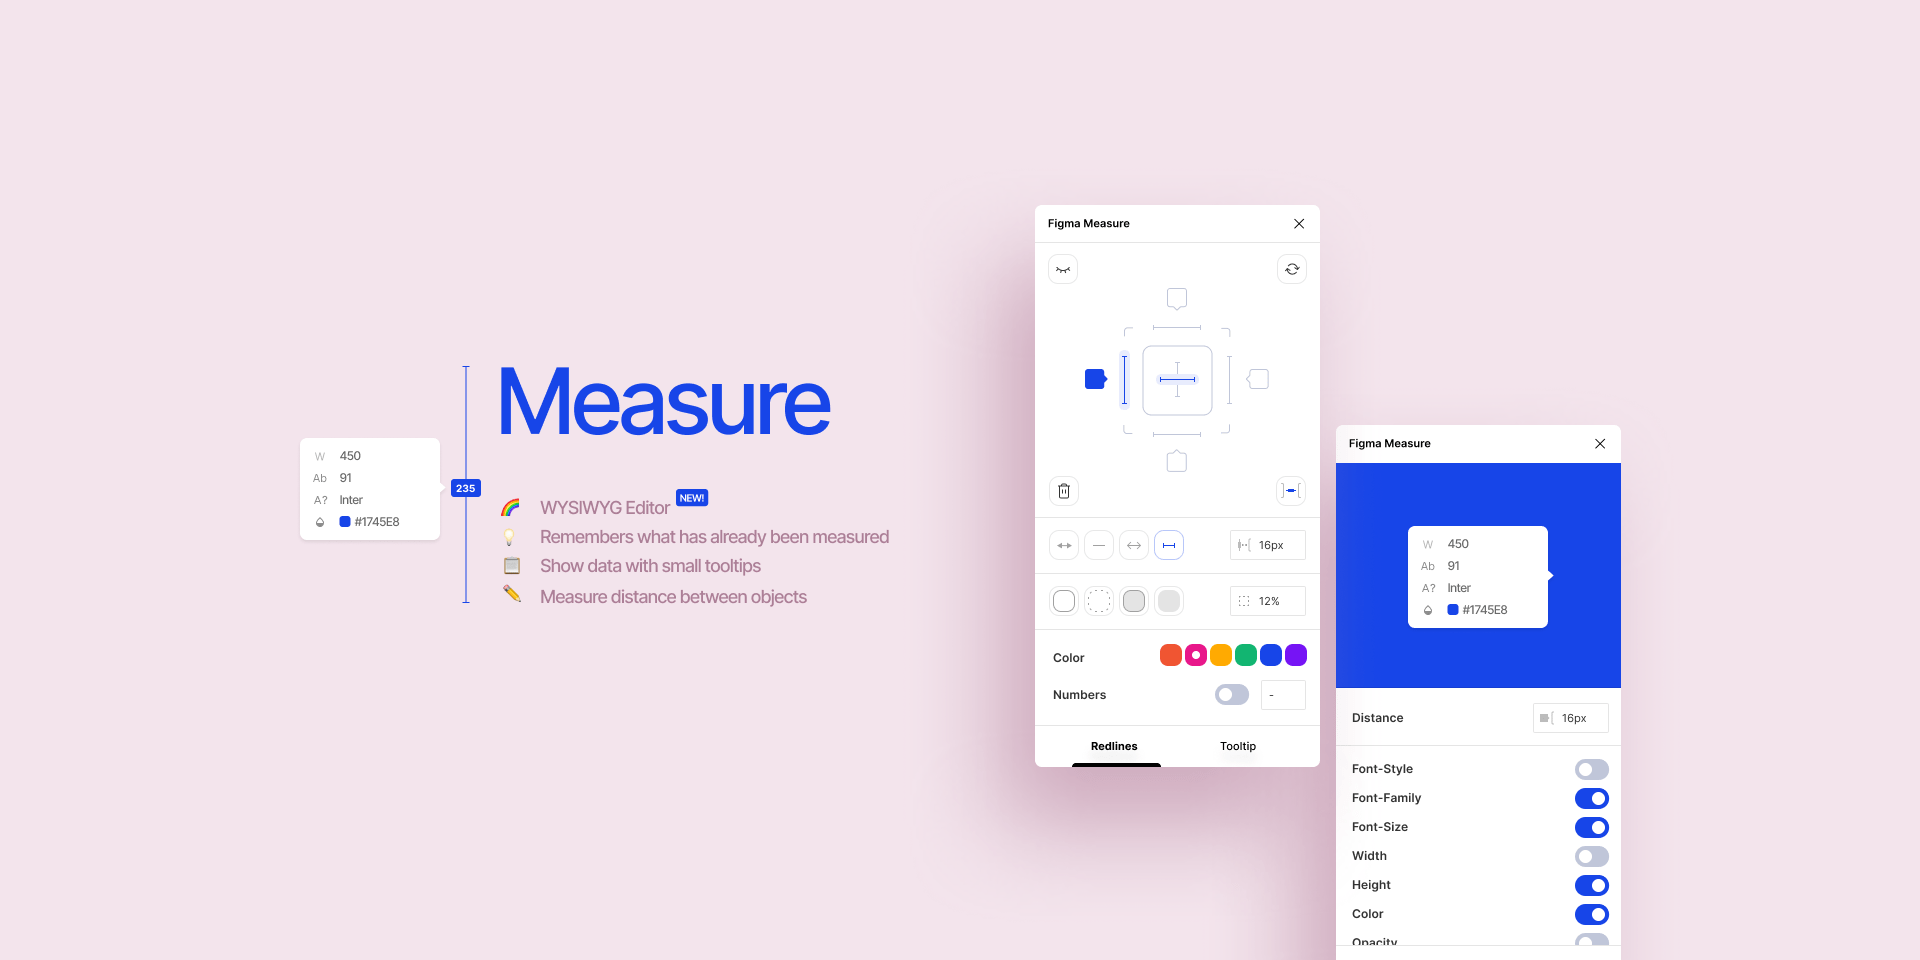 Measure
W 450
Ab 91
A? Inter
#1745E8
235
WYSIWYG Editor NEW!
Remembers what has already been measured
Show data with small tooltips
Measure distance between objects
Figma Measure
16px
12%
Color
Numbers -
Redlines Tooltip
Figma Measure
W 450
Ab 91
A? Inter
#1745E8
Distance 16px
Font-Style
Font-Family
Font-Size
Width
Height
Color
Opacity